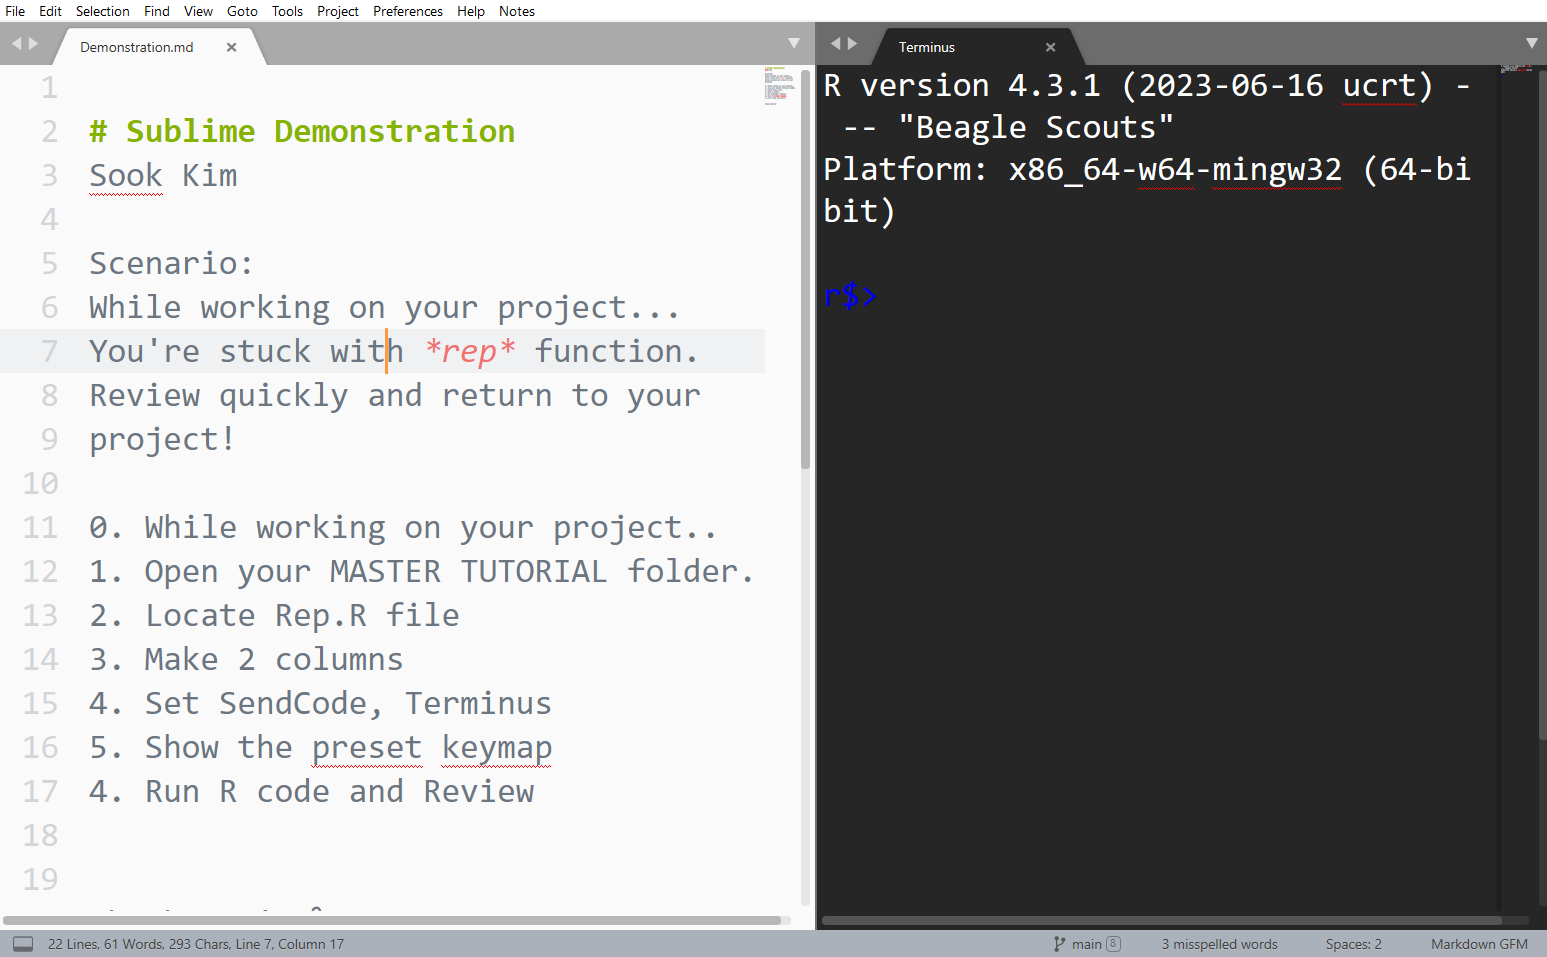 File Edit Selection Find View Goto Tools Project Preferences Help Notes
Demonstration.md
1
2 # Sublime Demonstration
3 Sook Kim
4
5 Scenario:
6 While working on your project...
7 You're stuck with *rep* function.
8 Review quickly and return to your
9 project!
10
11 0. While working on your project..
12 1. Open your MASTER TUTORIAL folder.
13 2. Locate Rep.R file
14 3. Make 2 columns
15 4. Set SendCode, Terminus
16 5. Show the preset keymap
17 4. Run R code and Review
18
19
Terminus
R version 4.3.1 (2023-06-16 ucrt) -
-- "Beagle Scouts"
Platform: x86_64-w64-mingw32 (64-bi
bit)
r$>
22 Lines, 61 Words, 293 Chars, Line 7, Column 17
main 8 3 misspelled words Spaces: 2 Markdown GFM